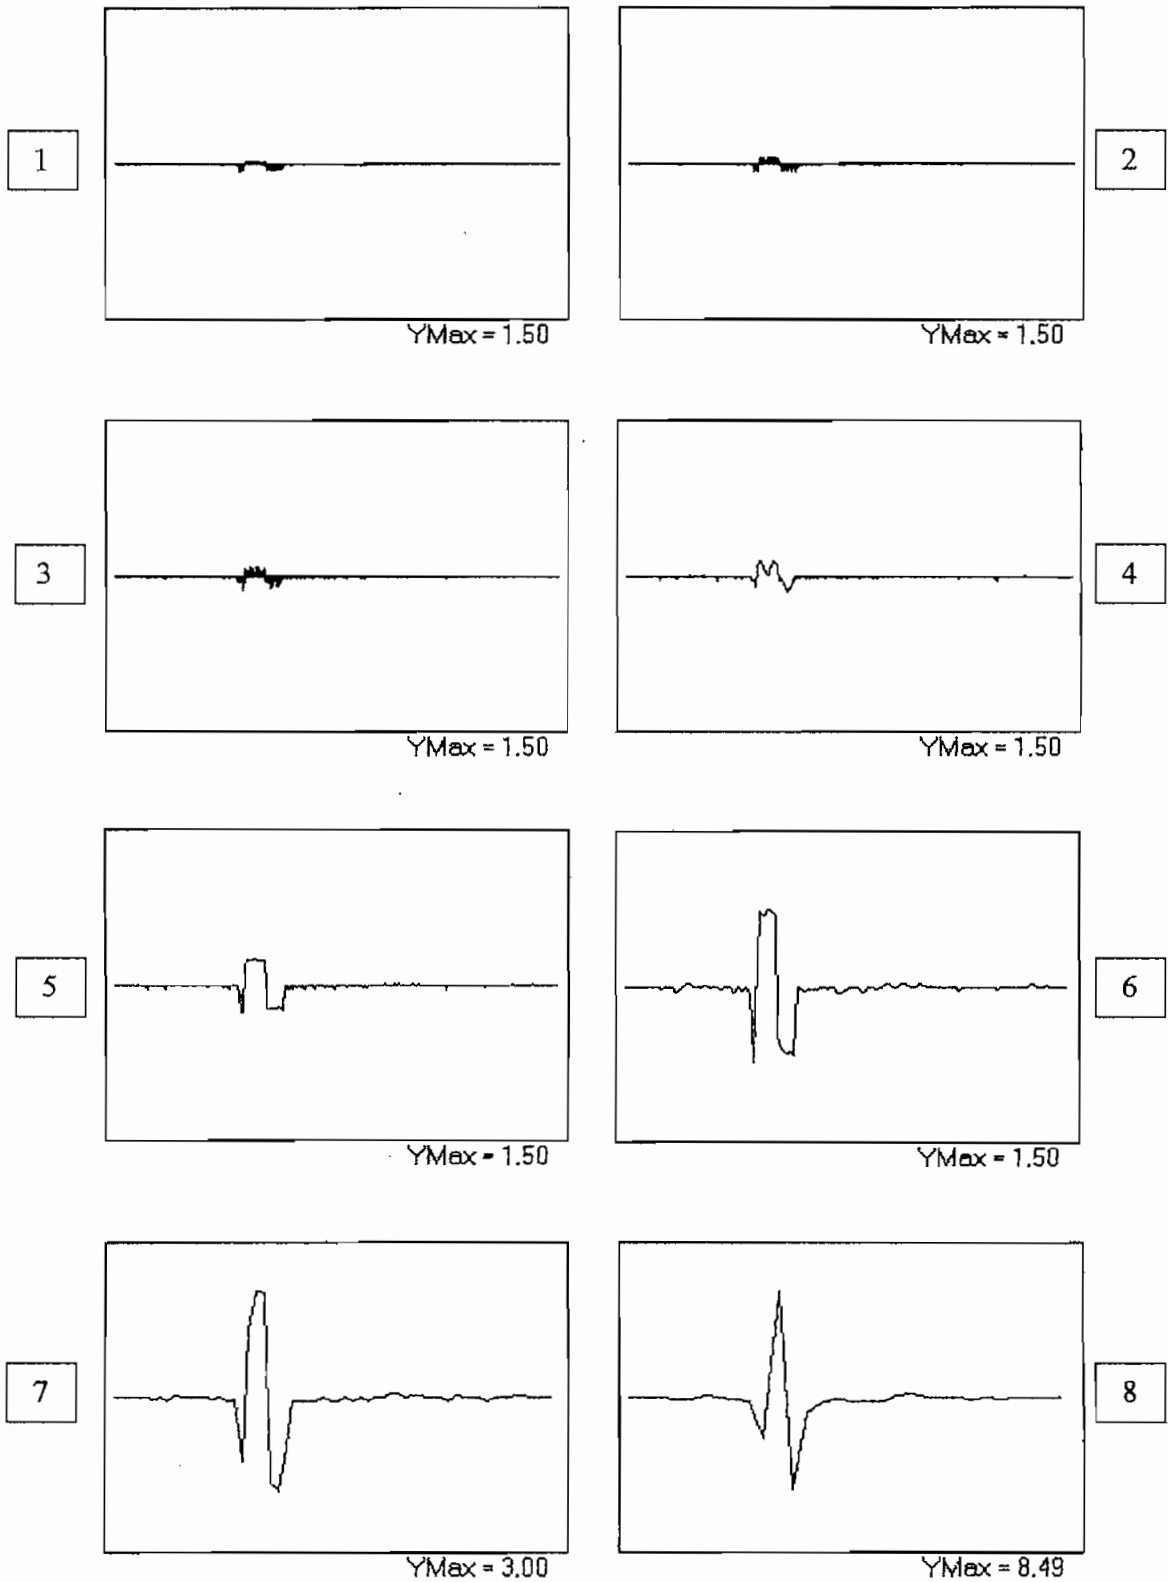 1
2
YMax = 1.50
YMax = 1.50
3
4
YMax = 1.50
YMax = 1.50
5
6
YMax = 1.50
YMax = 1.50
7
8
YMax = 3.00
YMax = 8.49